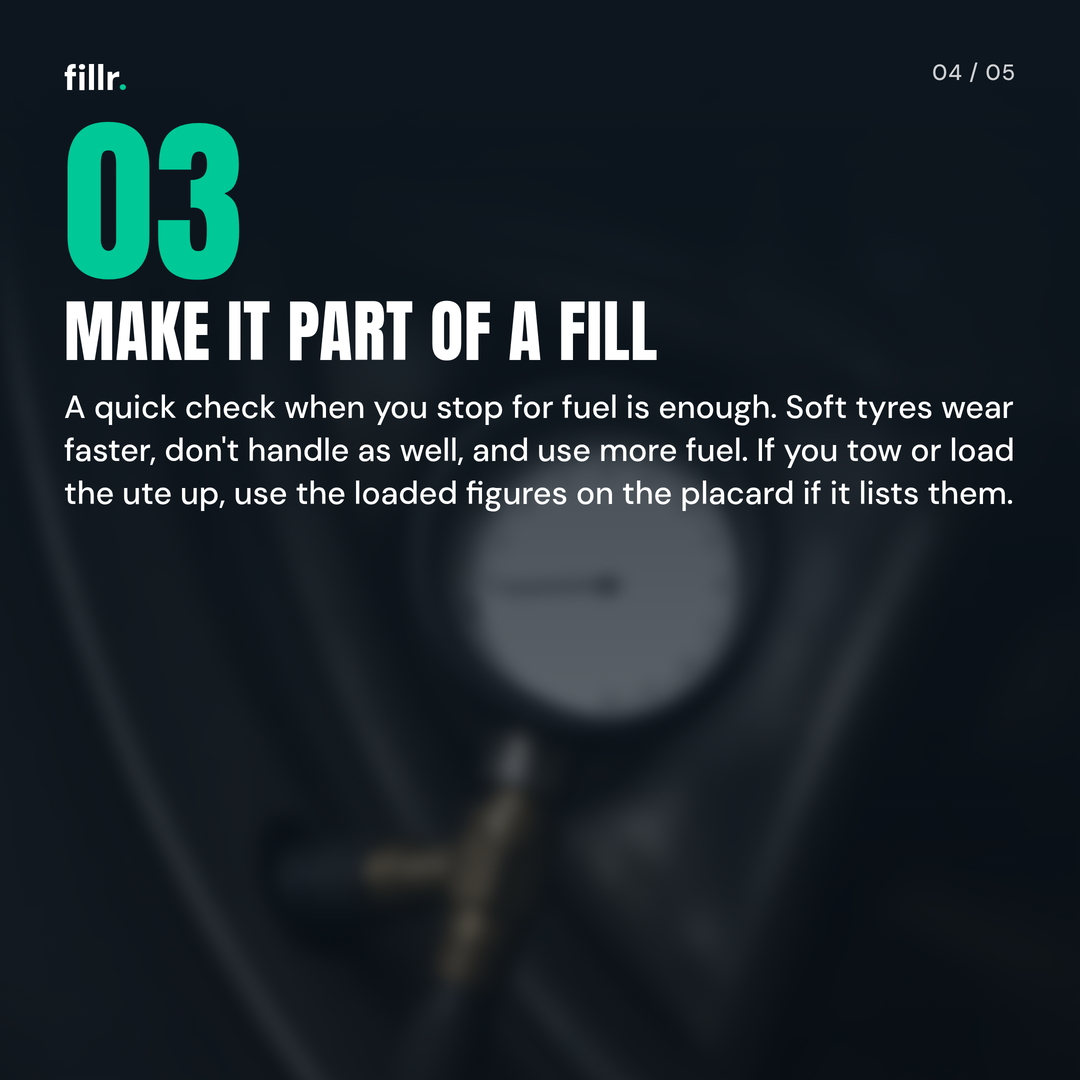 fillr.
04 / 05
03
MAKE IT PART OF A FILL
A quick check when you stop for fuel is enough. Soft tyres wear
faster, don't handle as well, and use more fuel. If you tow or load
the ute up, use the loaded figures on the placard if it lists them.